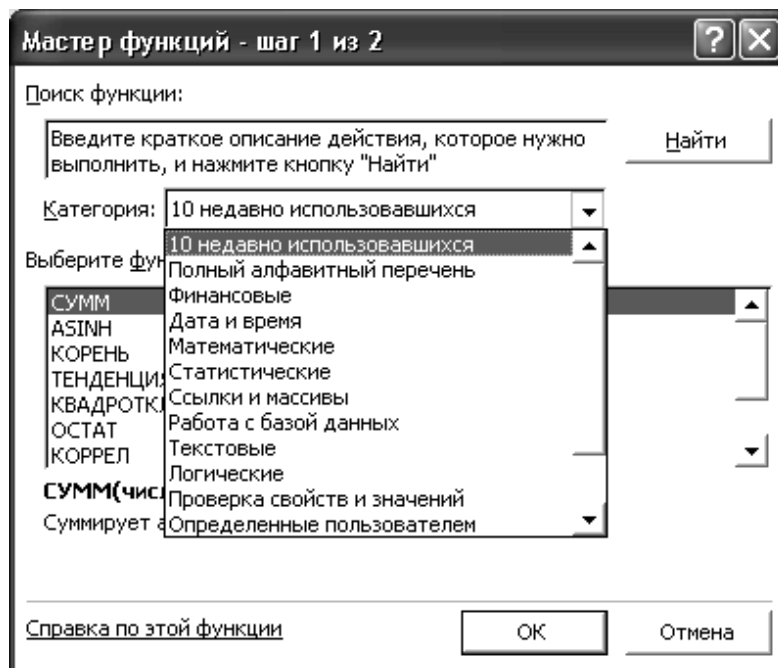 Мастер функций - шаг 1 из 2
Поиск функции:
Введите краткое описание действия, которое нужно
выполнить, и нажмите кнопку "Найти"
Найти
Категория: 10 недавно использовавшихся
10 недавно использовавшихся
Полный алфавитный перечень
Финансовые
Дата и время
Математические
Статистические
Ссылки и массивы
Работа с базой данных
Текстовые
Логические
Проверка свойств и значений
Определенные пользователем
Выберите
СУММ
ASINH
КОРЕНЬ
ОСТАТ
КОРРЕЛ
Суммирует
Справка по этой функции
ОК
Отмена